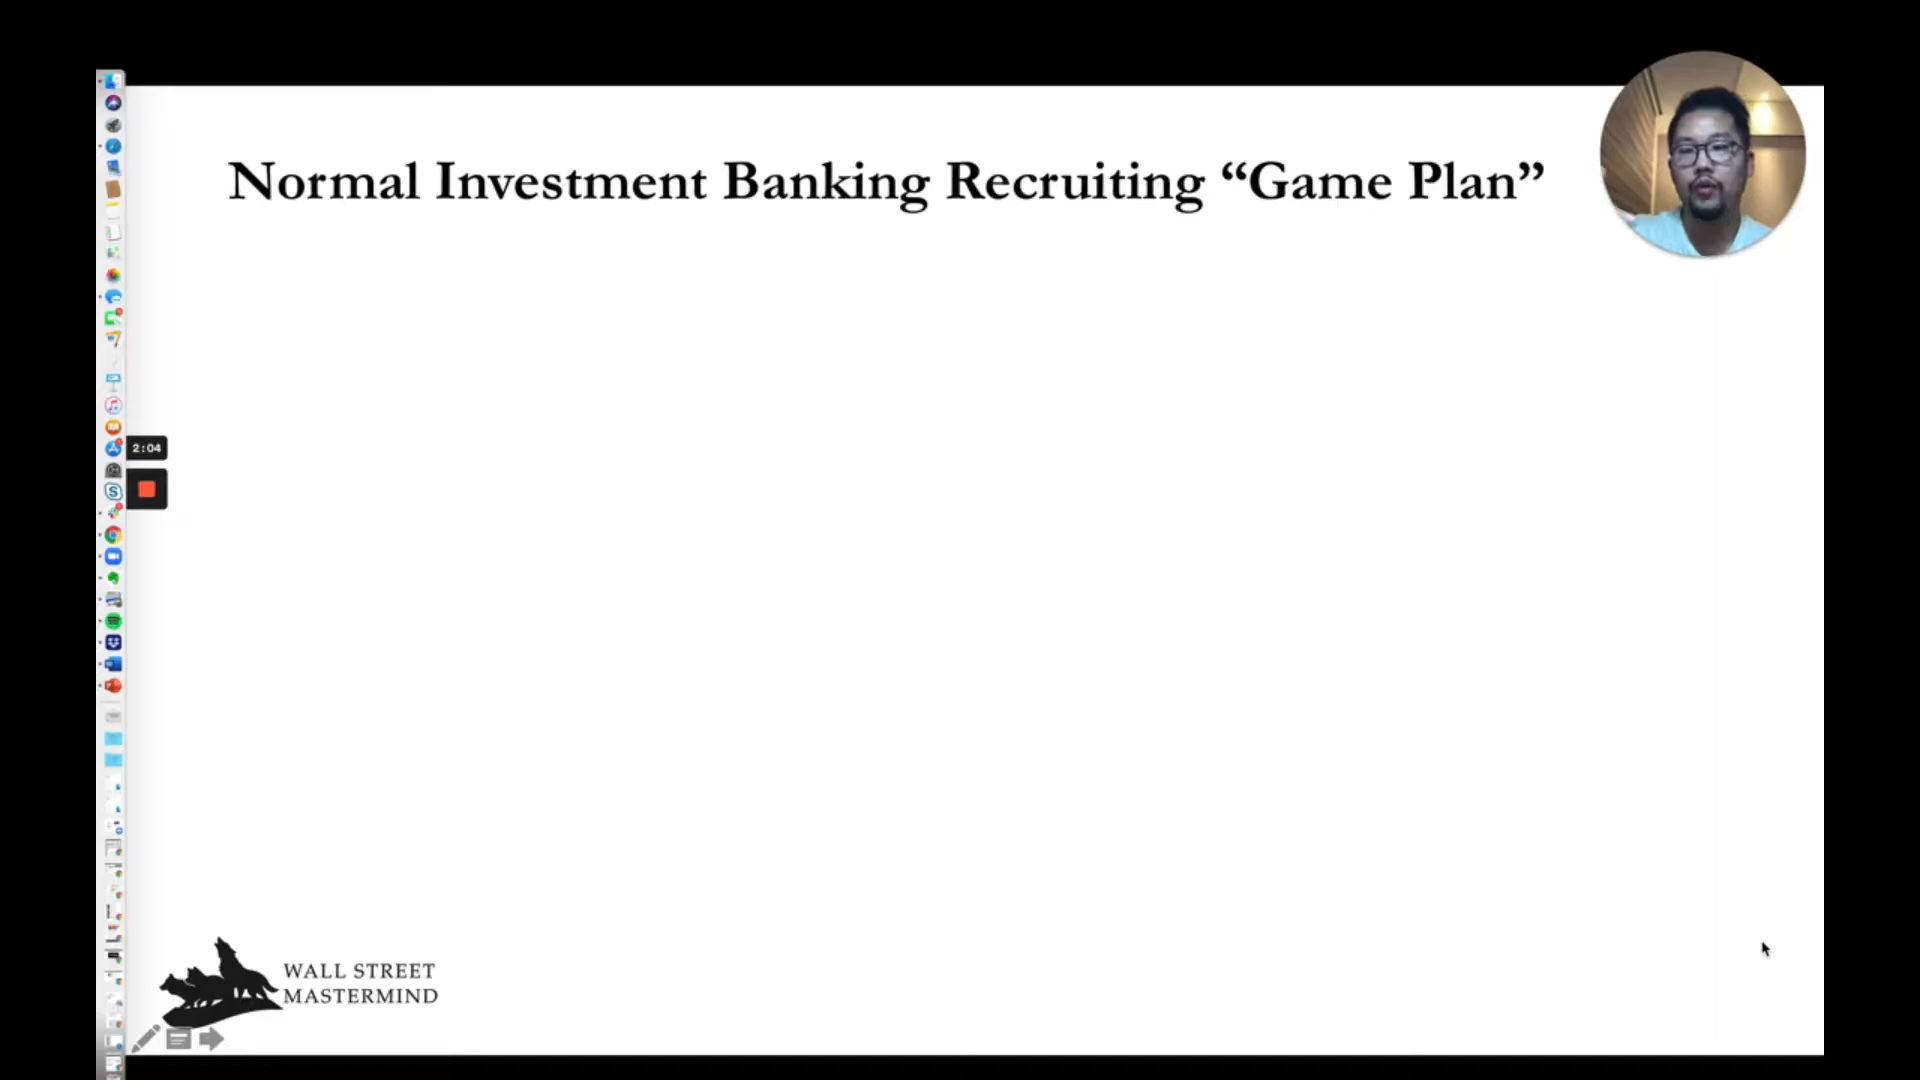 Normal Investment Banking Recruiting “Game Plan”
2:04
WALL STREET
MASTERMIND